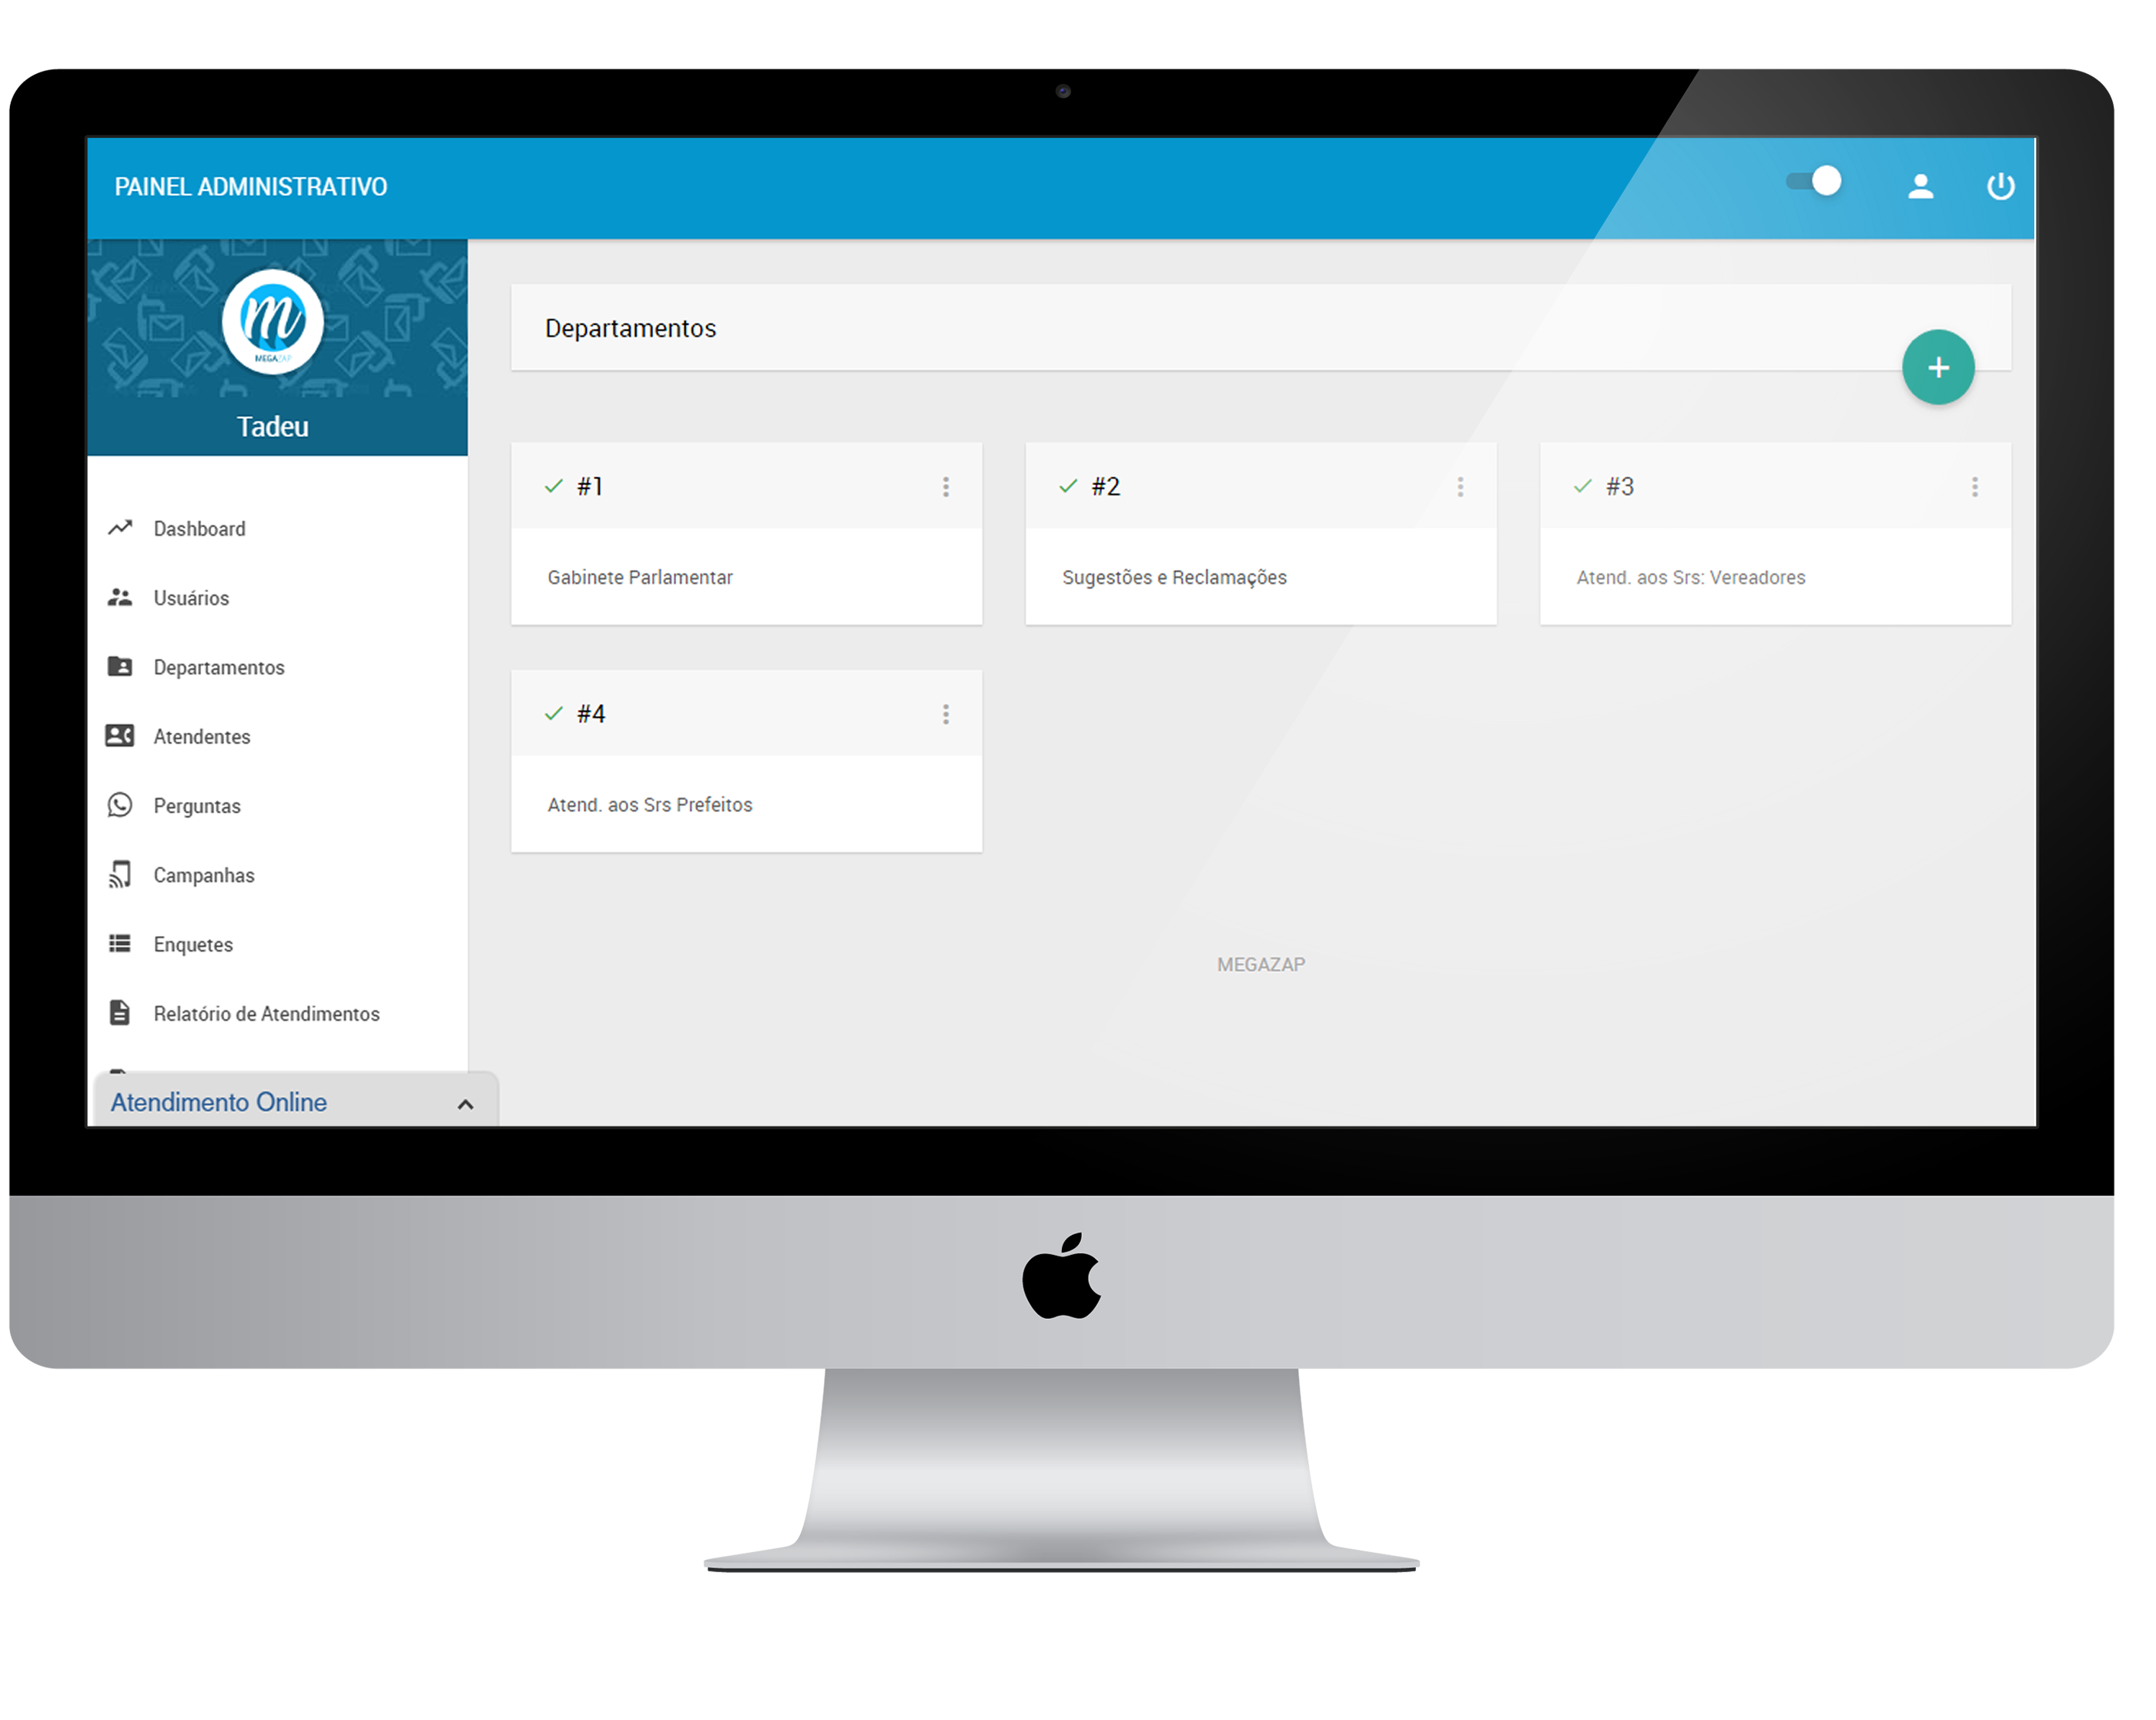 PAINEL ADMINISTRATIVO
MEGAZAP
Tadeu
Dashboard
Usuários
Departamentos
Atendentes
Perguntas
Campanhas
Enquetes
Relatório de Atendimentos
Atendimento Online
Departamentos
#1
Gabinete Parlamentar
#2
Sugestões e Reclamações
#3
Atend. aos Srs: Vereadores
#4
Atend. aos Srs Prefeitos
MEGAZAP